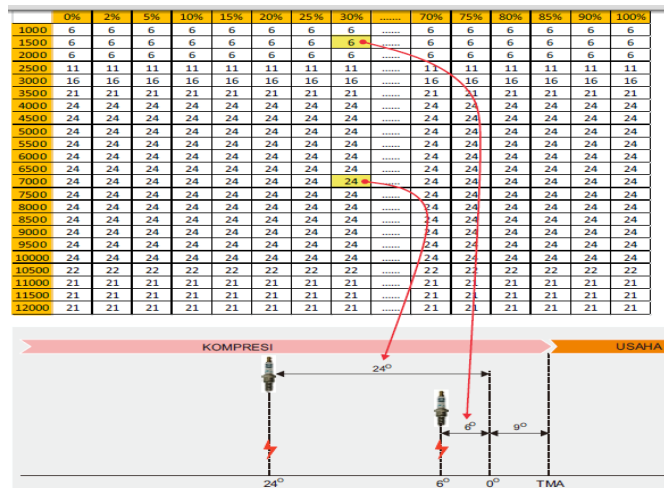 0% 2% 5% 10% 15% 20% 25% 30% ........ 70% 75% 80% 85% 90% 100%
1000 6 6 6 6 6 6 6 6 ...... 6 6 6 6 6 6
1500 6 6 6 6 6 6 6 6 ...... 6 6 6 6 6 6
2000 6 6 6 6 6 6 6 6 ...... 6 6 6 6 6 6
2500 11 11 11 11 11 11 11 11 ...... 11 11 11 11 11 11
3000 16 16 16 16 16 16 16 16 ...... 16 16 16 16 16 16
3500 21 21 21 21 21 21 21 21 ...... 21 21 21 21 21 21
4000 24 24 24 24 24 24 24 24 ...... 24 24 24 24 24 24
4500 24 24 24 24 24 24 24 24 ...... 24 24 24 24 24 24
5000 24 24 24 24 24 24 24 24 ...... 24 24 24 24 24 24
5500 24 24 24 24 24 24 24 24 ...... 24 24 24 24 24 24
6000 24 24 24 24 24 24 24 24 ...... 24 24 24 24 24 24
6500 24 24 24 24 24 24 24 24 ...... 24 24 24 24 24 24
7000 24 24 24 24 24 24 24 24 ...... 24 24 24 24 24 24
7500 24 24 24 24 24 24 24 24 ...... 24 24 24 24 24 24
8000 24 24 24 24 24 24 24 24 ...... 24 24 24 24 24 24
8500 24 24 24 24 24 24 24 24 ...... 24 24 24 24 24 24
9000 24 24 24 24 24 24 24 24 ...... 24 24 24 24 24 24
9500 24 24 24 24 24 24 24 24 ...... 24 24 24 24 24 24
10000 24 24 24 24 24 24 24 24 ...... 24 24 24 24 24 24
10500 22 22 22 22 22 22 22 22 ...... 22 22 22 22 22 22
11000 21 21 21 21 21 21 21 21 ...... 21 21 21 21 21 21
11500 21 21 21 21 21 21 21 21 ...... 21 21 21 21 21 21
12000 21 21 21 21 21 21 21 21 ...... 21 21 21 21 21 21
KOMPRESI USAHA
24°
6° 9°
24° 6° 0° TMA